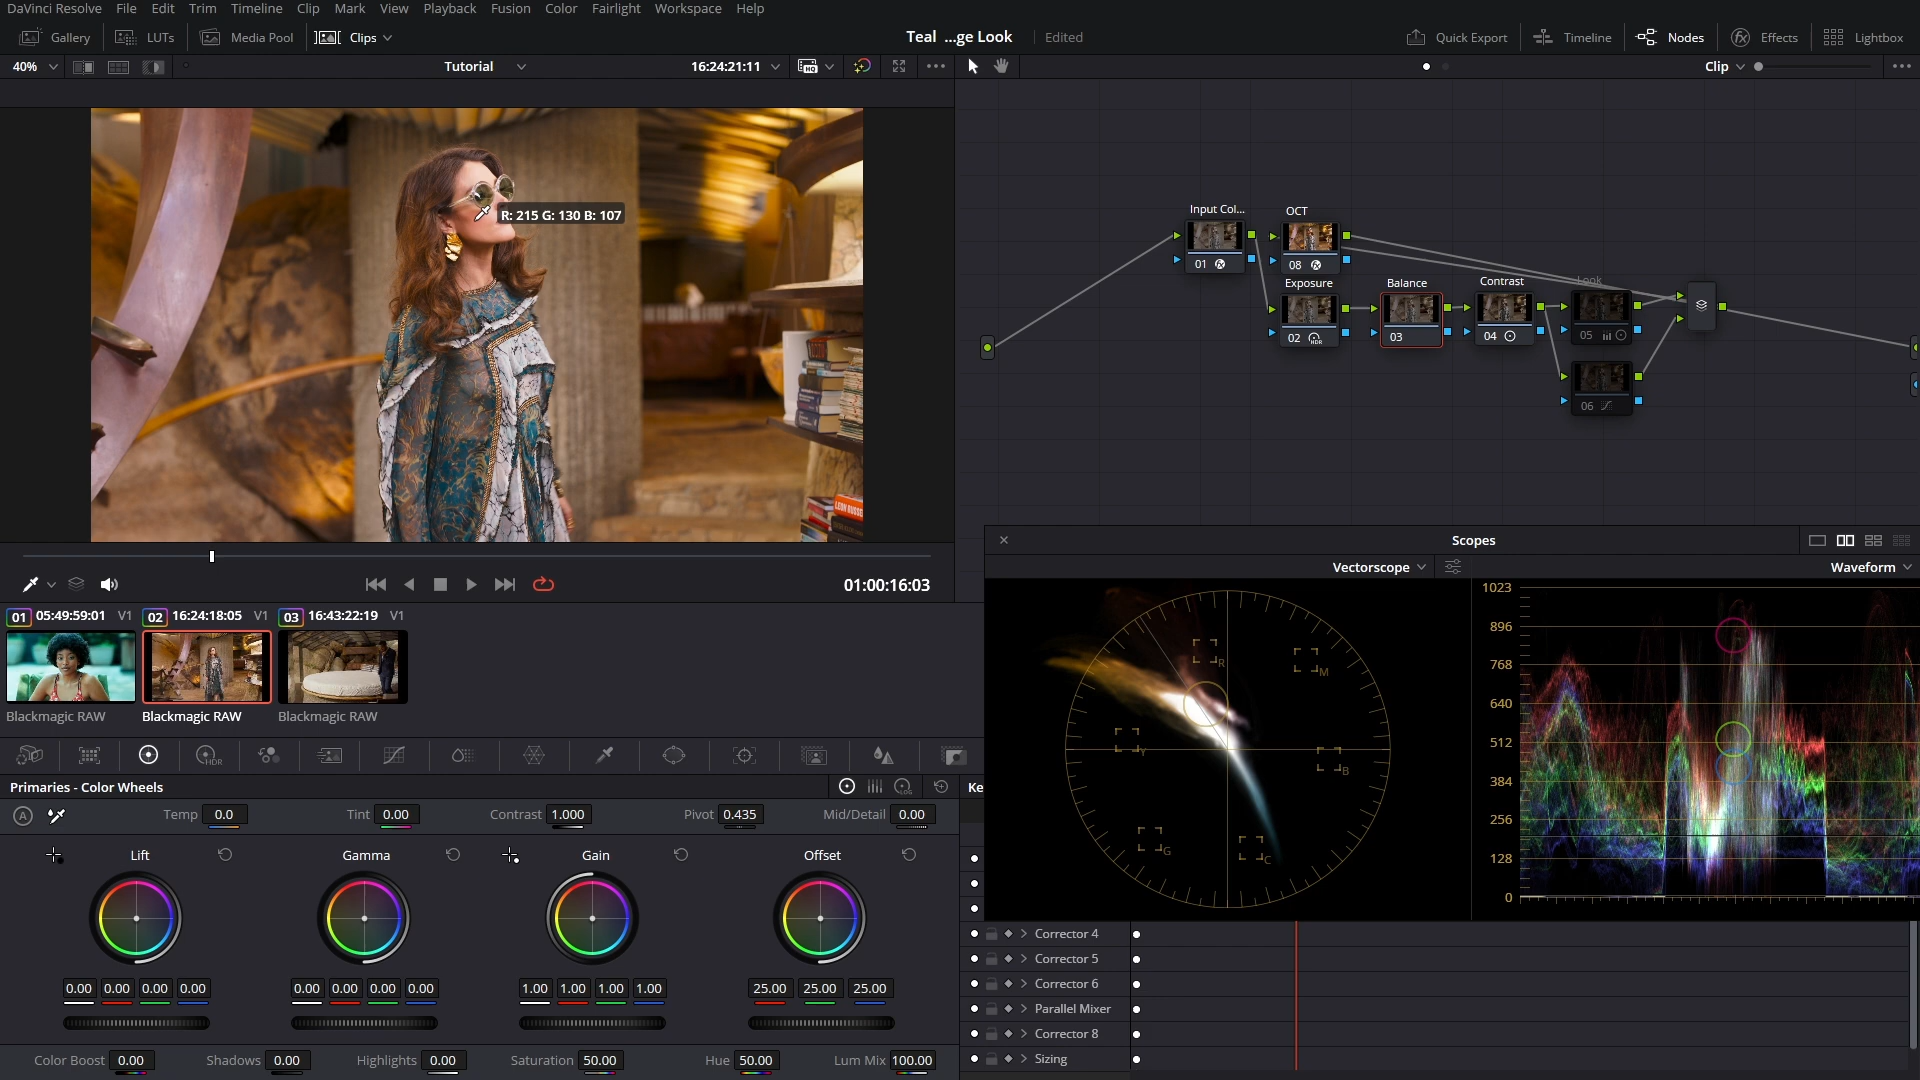 DaVinci Resolve File Edit Trim Timeline Clip Mark View Playback Fusion Color Fairlight Workspace Help
Gallery LUTs Media Pool Clips Teal ...ge Look Edited Quick Export Timeline Nodes Effects Lightbox
40% Tutorial 16:24:21:11 HQ Clip
R: 215 G: 130 B: 107
Input Col... OCT
01 08
Exposure Balance Contrast Look
02 HDR 03 04 05
06
01:00:16:03
01 05:49:59:01 V1 02 16:24:18:05 V1 03 16:43:22:19 V1
Blackmagic RAW Blackmagic RAW Blackmagic RAW
HDR
Scopes
Vectorscope Waveform
R M Y B G C
1023
896
768
640
512
384
256
128
0
Primaries - Color Wheels LOG Ke
A Temp 0.0 Tint 0.00 Contrast 1.000 Pivot 0.435 Mid/Detail 0.00
Lift Gamma Gain Offset
0.00 0.00 0.00 0.00 0.00 0.00 0.00 0.00 1.00 1.00 1.00 1.00 25.00 25.00 25.00
Color Boost 0.00 Shadows 0.00 Highlights 0.00 Saturation 50.00 Hue 50.00 Lum Mix 100.00
Corrector 4
Corrector 5
Corrector 6
Parallel Mixer
Corrector 8
Sizing